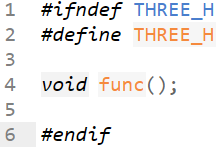 1 #ifndef THREE_H
2 #define THREE_H
3
4 void func();
5
6 #endif